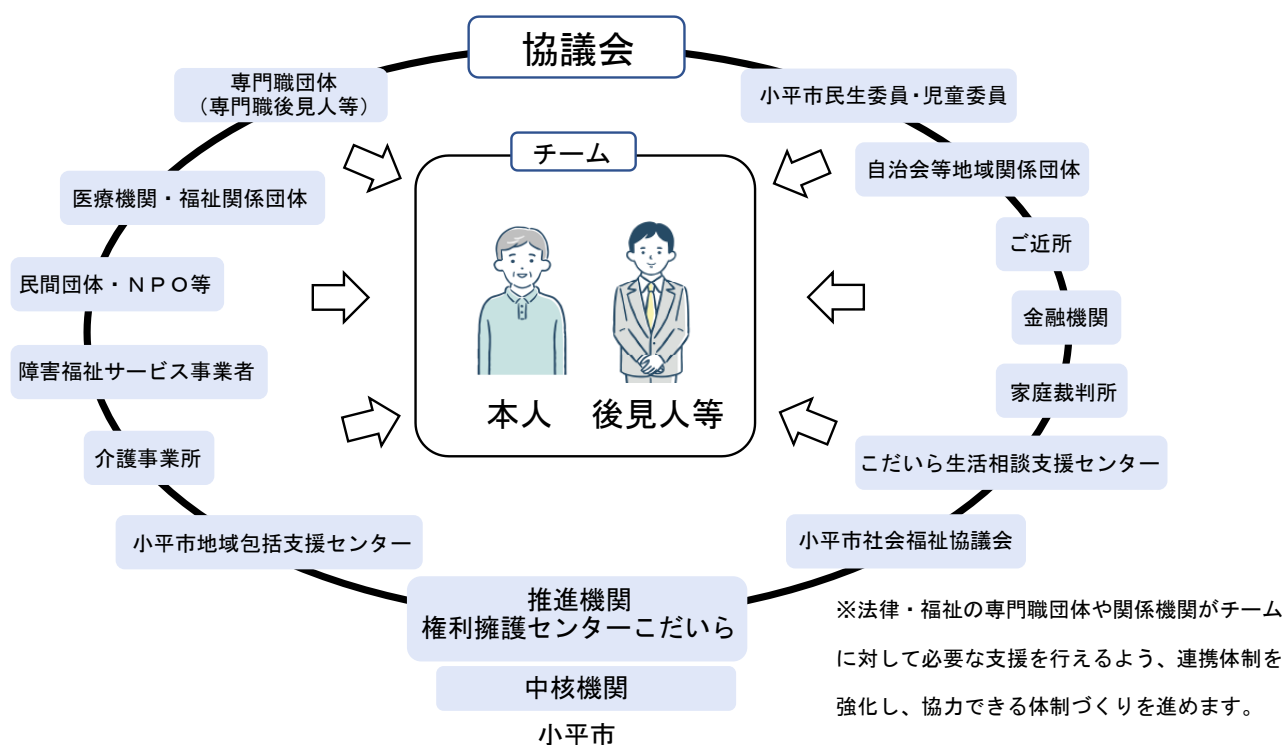 協議会
専門職団体
(専門職後見人等)
小平市民生委員・児童委員
チーム
医療機関・福祉関係団体
自治会等地域関係団体
ご近所
民間団体・ＮＰＯ等
金融機関
障害福祉サービス事業者
家庭裁判所
本人
後見人等
介護事業所
こだいら生活相談支援センター
小平市地域包括支援センター
小平市社会福祉協議会
推進機関
権利擁護センターこだいら
中核機関
小平市
※法律・福祉の専門職団体や関係機関がチーム
に対して必要な支援を行えるよう、連携体制を
強化し、協力できる体制づくりを進めます。